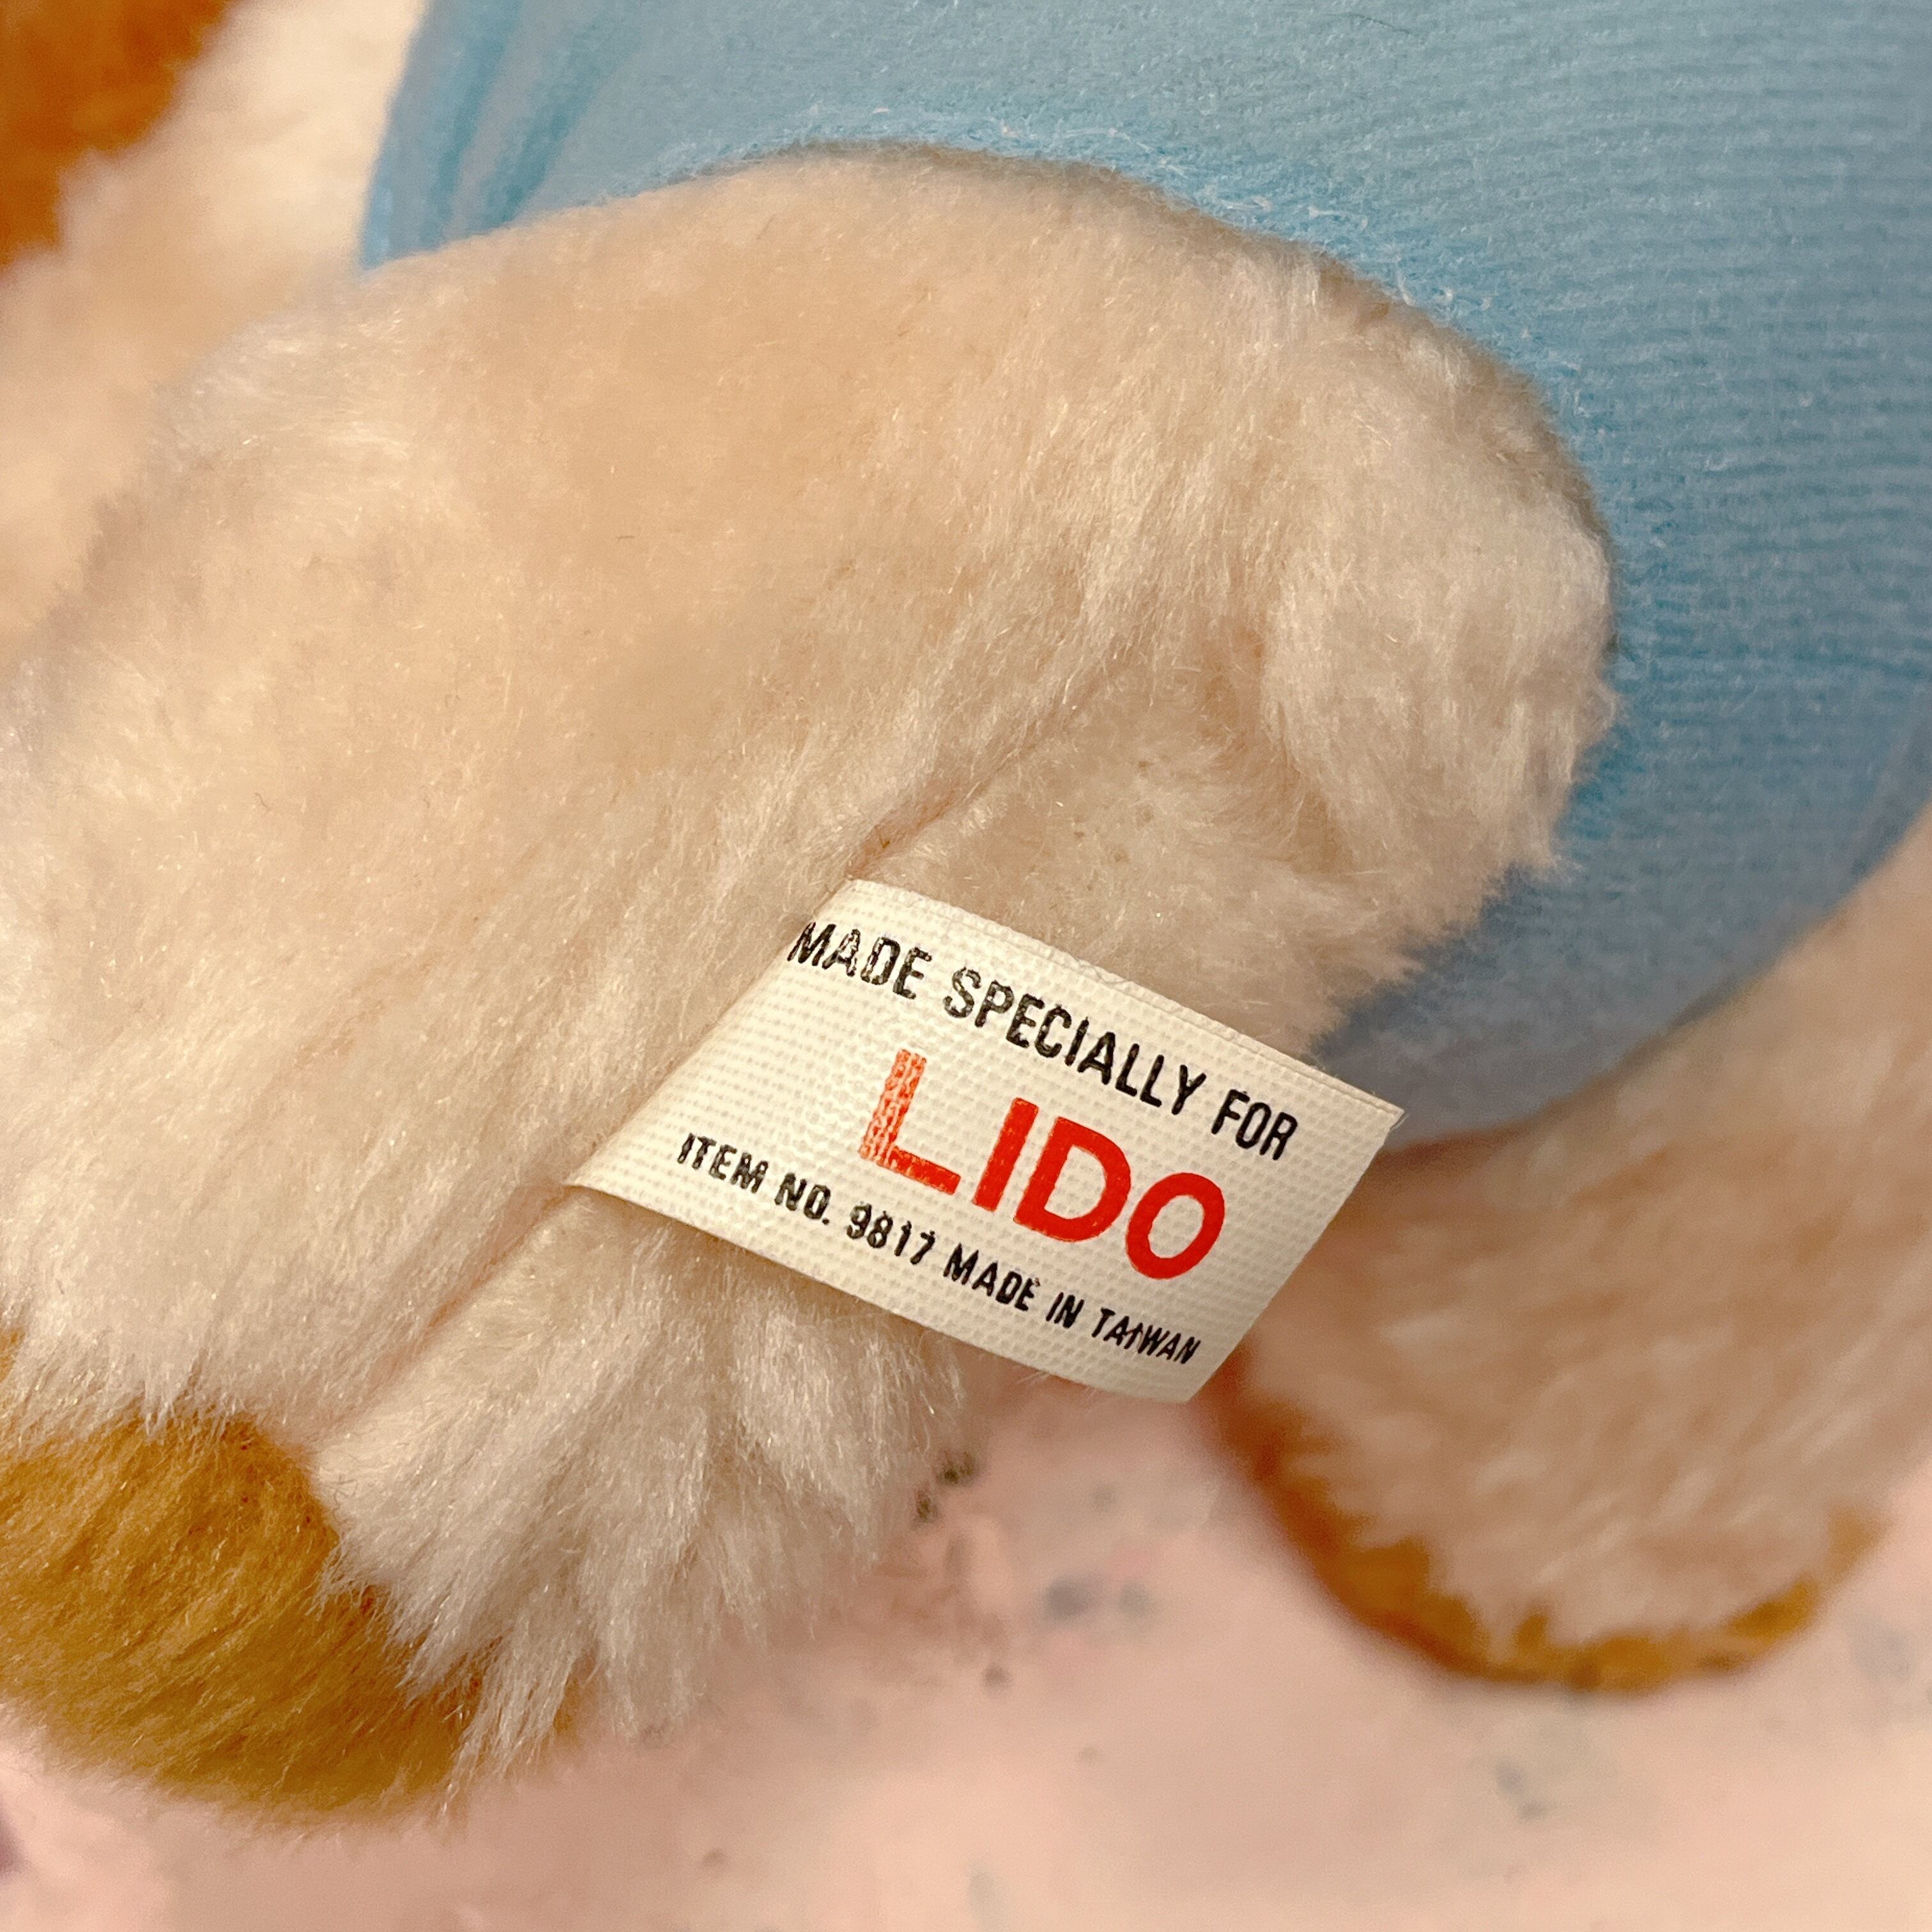 MADE SPECIALLY FOR
LIDO
ITEM NO. 9817 MADE IN TAIWAN